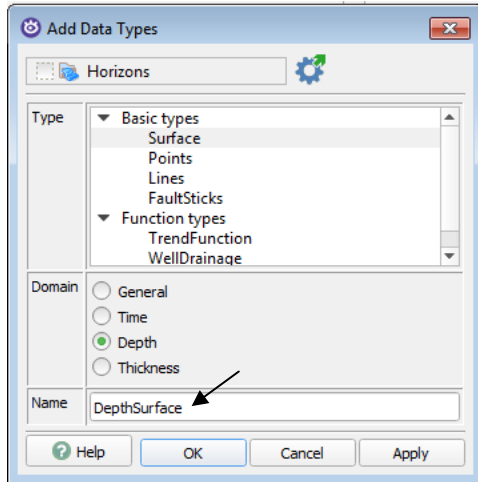 Add Data Types
Horizons
Type
Basic types
Surface
Points
Lines
FaultSticks
Function types
TrendFunction
WellDrainage
Domain
General
Time
Depth
Thickness
Name
DepthSurface
Help
OK
Cancel
Apply